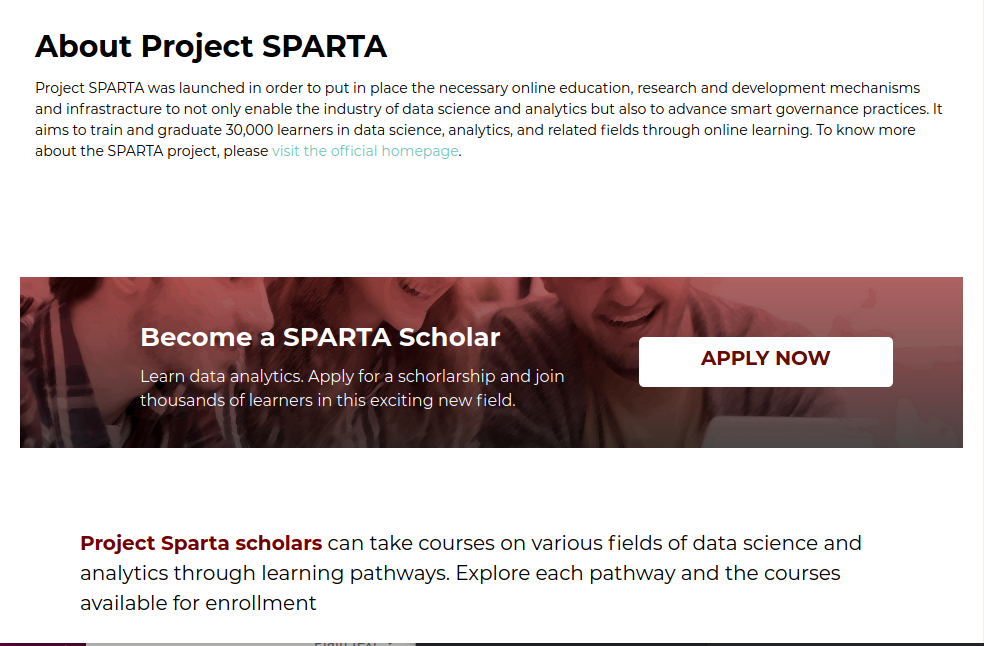 About Project SPARTA
Project SPARTA was launched in order to put in place the necessary online education, research and development mechanisms
and infrastracture to not only enable the industry of data science and analytics but also to advance smart governance practices. It
aims to train and graduate 30,000 learners in data science, analytics, and related fields through online learning. To know more
about the SPARTA project, please visit the official homepage.
Become a SPARTA Scholar
Learn data analytics. Apply for a schorlarship and join
thousands of learners in this exciting new field.
APPLY NOW
Project Sparta scholars can take courses on various fields of data science and
analytics through learning pathways. Explore each pathway and the courses
available for enrollment